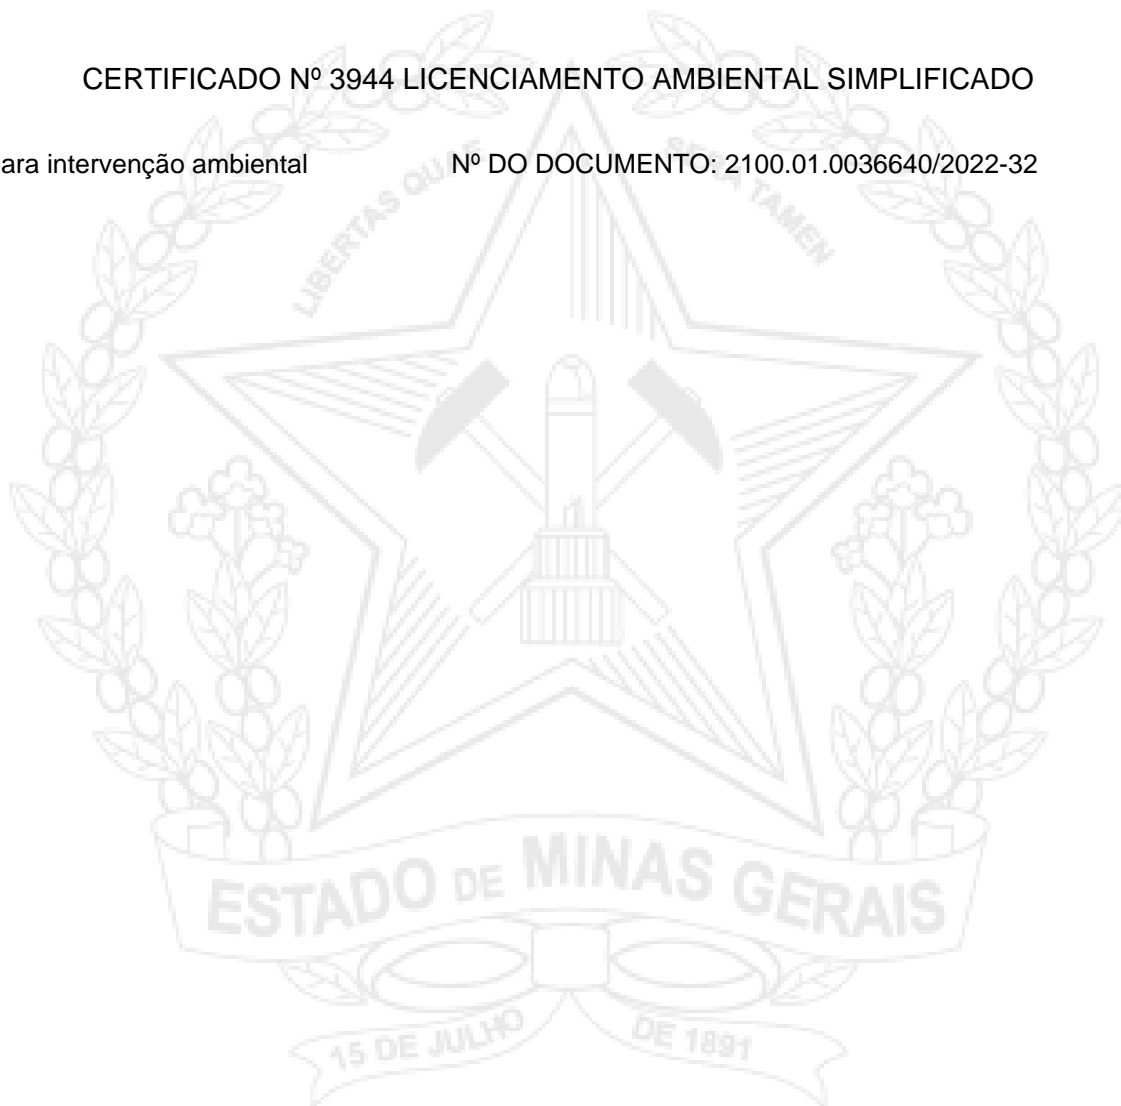 CERTIFICADO Nº 3944 LICENCIAMENTO AMBIENTAL SIMPLIFICADO
ara intervenção ambiental Nº DO DOCUMENTO: 2100.01.0036640/2022-32
LIBERTAS QUÆ SERA TAMEN
ESTADO DE MINAS GERAIS
15 DE JULHO DE 1891